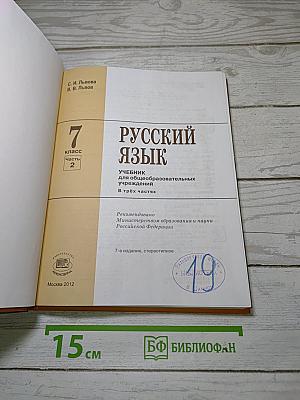 С. И. Львова
В. В. Львов
7
класс
часть
2
РУССКИЙ
ЯЗЫК
УЧЕБНИК
для общеобразовательных
учреждений
В трёх частях
Рекомендовано
Министерством образования и науки
Российской Федерации
7-е издание, стереотипное
19
Москва 2012
15 см
БФ БИБЛИОФАН